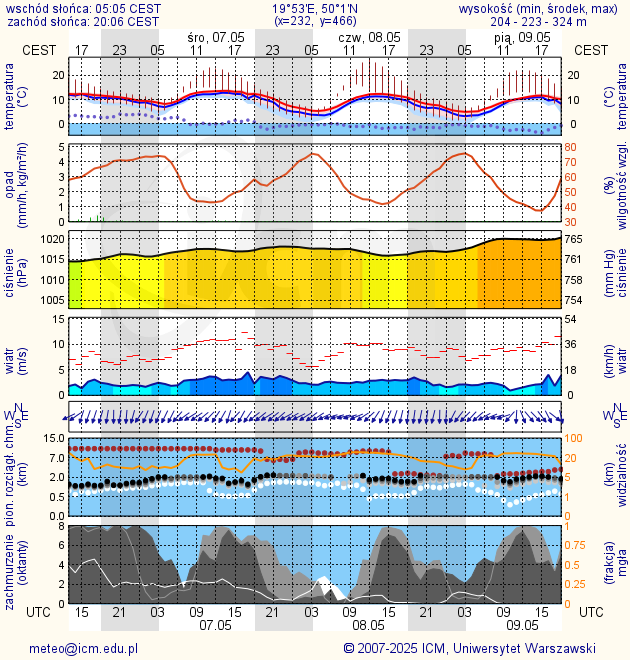 wschód słońca: 05:05 CEST 19°53'E, 50°1'N wysokość (min, środek, max)
zachód słońca: 20:06 CEST (x=232, y=466) 204 - 223 - 324 m
śro, 07.05 czw, 08.05 pią, 09.05
CEST 17 23 05 11 17 23 05 11 17 23 05 11 17 CEST
temperatura
(°C)
20
10
0
20
10
0
temperatura
(°C)
opad
(mm/h, kg/m²/h)
5
4
3
2
1
0
80
70
60
50
40
30
(%)
wilgotność wzgl.
ciśnienie
(hPa)
1020
1015
1010
1005
765
761
758
754
(mm Hg)
ciśnienie
wiatr
(m/s)
15
10
5
0
54
36
18
0
(km/h)
wiatr
N
W E
S
N
W E
S
pion. rozciągł. chm.
(km)
15.0
7.0
2.0
0.5
0.0
100
20
5
1
0
(km)
widzialność
zachmurzenie
(oktanty)
8
6
4
2
0
1
0.75
0.5
0.25
0
(frakcja)
mgła
UTC 15 21 03 09 15 21 03 09 15 21 03 09 15 UTC
07.05 08.05 09.05
meteo@icm.edu.pl © 2007-2025 ICM, Uniwersytet Warszawski